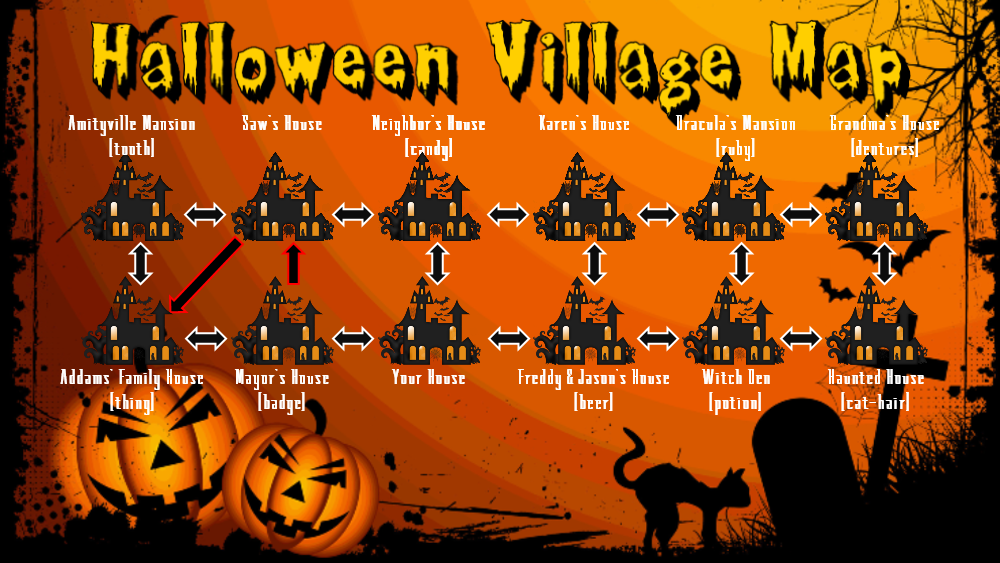 Halloween Village Map
Amityville Mansion
[tooth]
Saw's House
Neighbor's House
[candy]
Karen's House
Dracula's Mansion
[ruby]
Grandma's House
[dentures]
Addams' Family House
[thing]
Mayor's House
[badge]
Your House
Freddy & Jason's House
[beer]
Witch Den
[potion]
Haunted House
[cat-hair]